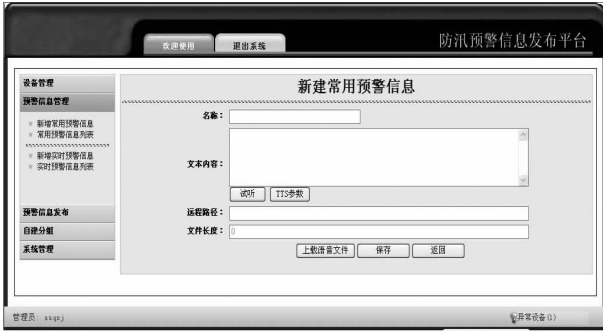 欢迎使用 退出系统 防汛预警信息发布平台
设备管理
预警信息管理
新增常用预警信息
常用预警信息列表
新增实时预警信息
实时预警信息列表
预警信息发布
自建分组
系统管理
新建常用预警信息
名称:
文本内容:
试听 TTS参数
远程路径:
文件长度: 0
上载语音文件 保存 返回
管理员: xxqxj 异常设备(1)